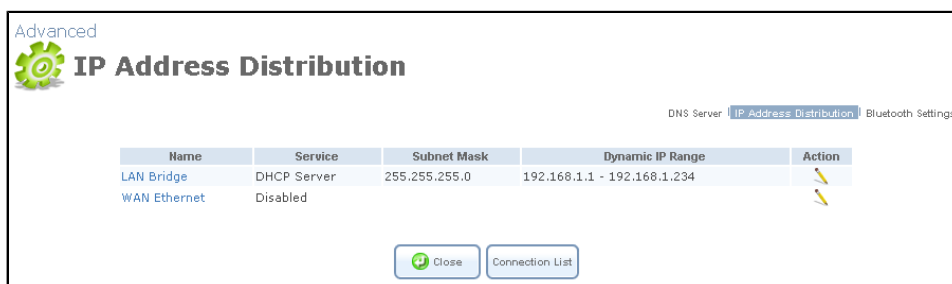 Advanced
IP Address Distribution
DNS Server | IP Address Distribution | Bluetooth Settings
Name Service Subnet Mask Dynamic IP Range Action
LAN Bridge DHCP Server 255.255.255.0 192.168.1.1 - 192.168.1.234
WAN Ethernet Disabled
Close Connection List